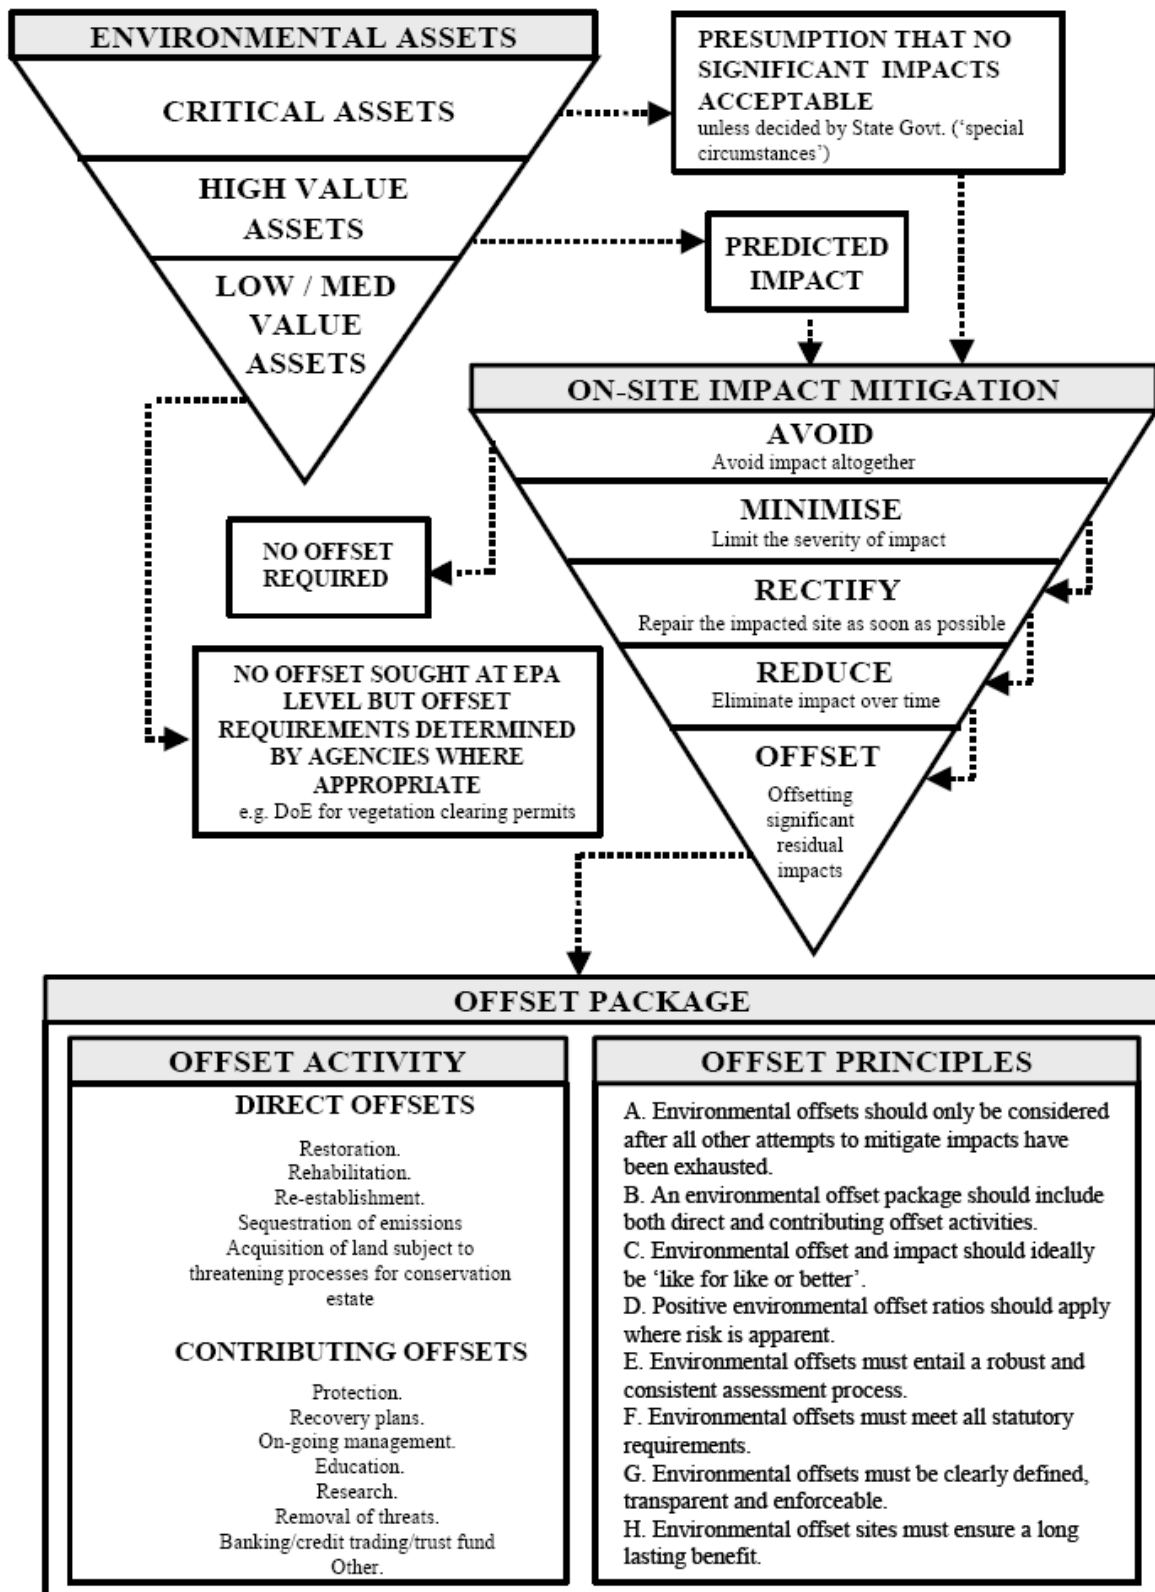 ENVIRONMENTAL ASSETS
CRITICAL ASSETS
HIGH VALUE
ASSETS
LOW / MED
VALUE
ASSETS
PRESUMPTION THAT NO
SIGNIFICANT IMPACTS
ACCEPTABLE
unless decided by State Govt. (‘special
circumstances’)
PREDICTED
IMPACT
ON-SITE IMPACT MITIGATION
AVOID
Avoid impact altogether
MINIMISE
Limit the severity of impact
RECTIFY
Repair the impacted site as soon as possible
REDUCE
Eliminate impact over time
OFFSET
Offsetting
significant
residual
impacts
NO OFFSET
REQUIRED
NO OFFSET SOUGHT AT EPA
LEVEL BUT OFFSET
REQUIREMENTS DETERMINED
BY AGENCIES WHERE
APPROPRIATE
e.g. DoE for vegetation clearing permits
OFFSET PACKAGE
OFFSET ACTIVITY
DIRECT OFFSETS
Restoration.
Rehabilitation.
Re-establishment.
Sequestration of emissions
Acquisition of land subject to
threatening processes for conservation
estate
CONTRIBUTING OFFSETS
Protection.
Recovery plans.
On-going management.
Education.
Research.
Removal of threats.
Banking/credit trading/trust fund
Other.
OFFSET PRINCIPLES
A. Environmental offsets should only be considered
after all other attempts to mitigate impacts have
been exhausted.
B. An environmental offset package should include
both direct and contributing offset activities.
C. Environmental offset and impact should ideally
be ‘like for like or better’.
D. Positive environmental offset ratios should apply
where risk is apparent.
E. Environmental offsets must entail a robust and
consistent assessment process.
F. Environmental offsets must meet all statutory
requirements.
G. Environmental offsets must be clearly defined,
transparent and enforceable.
H. Environmental offset sites must ensure a long
lasting benefit.